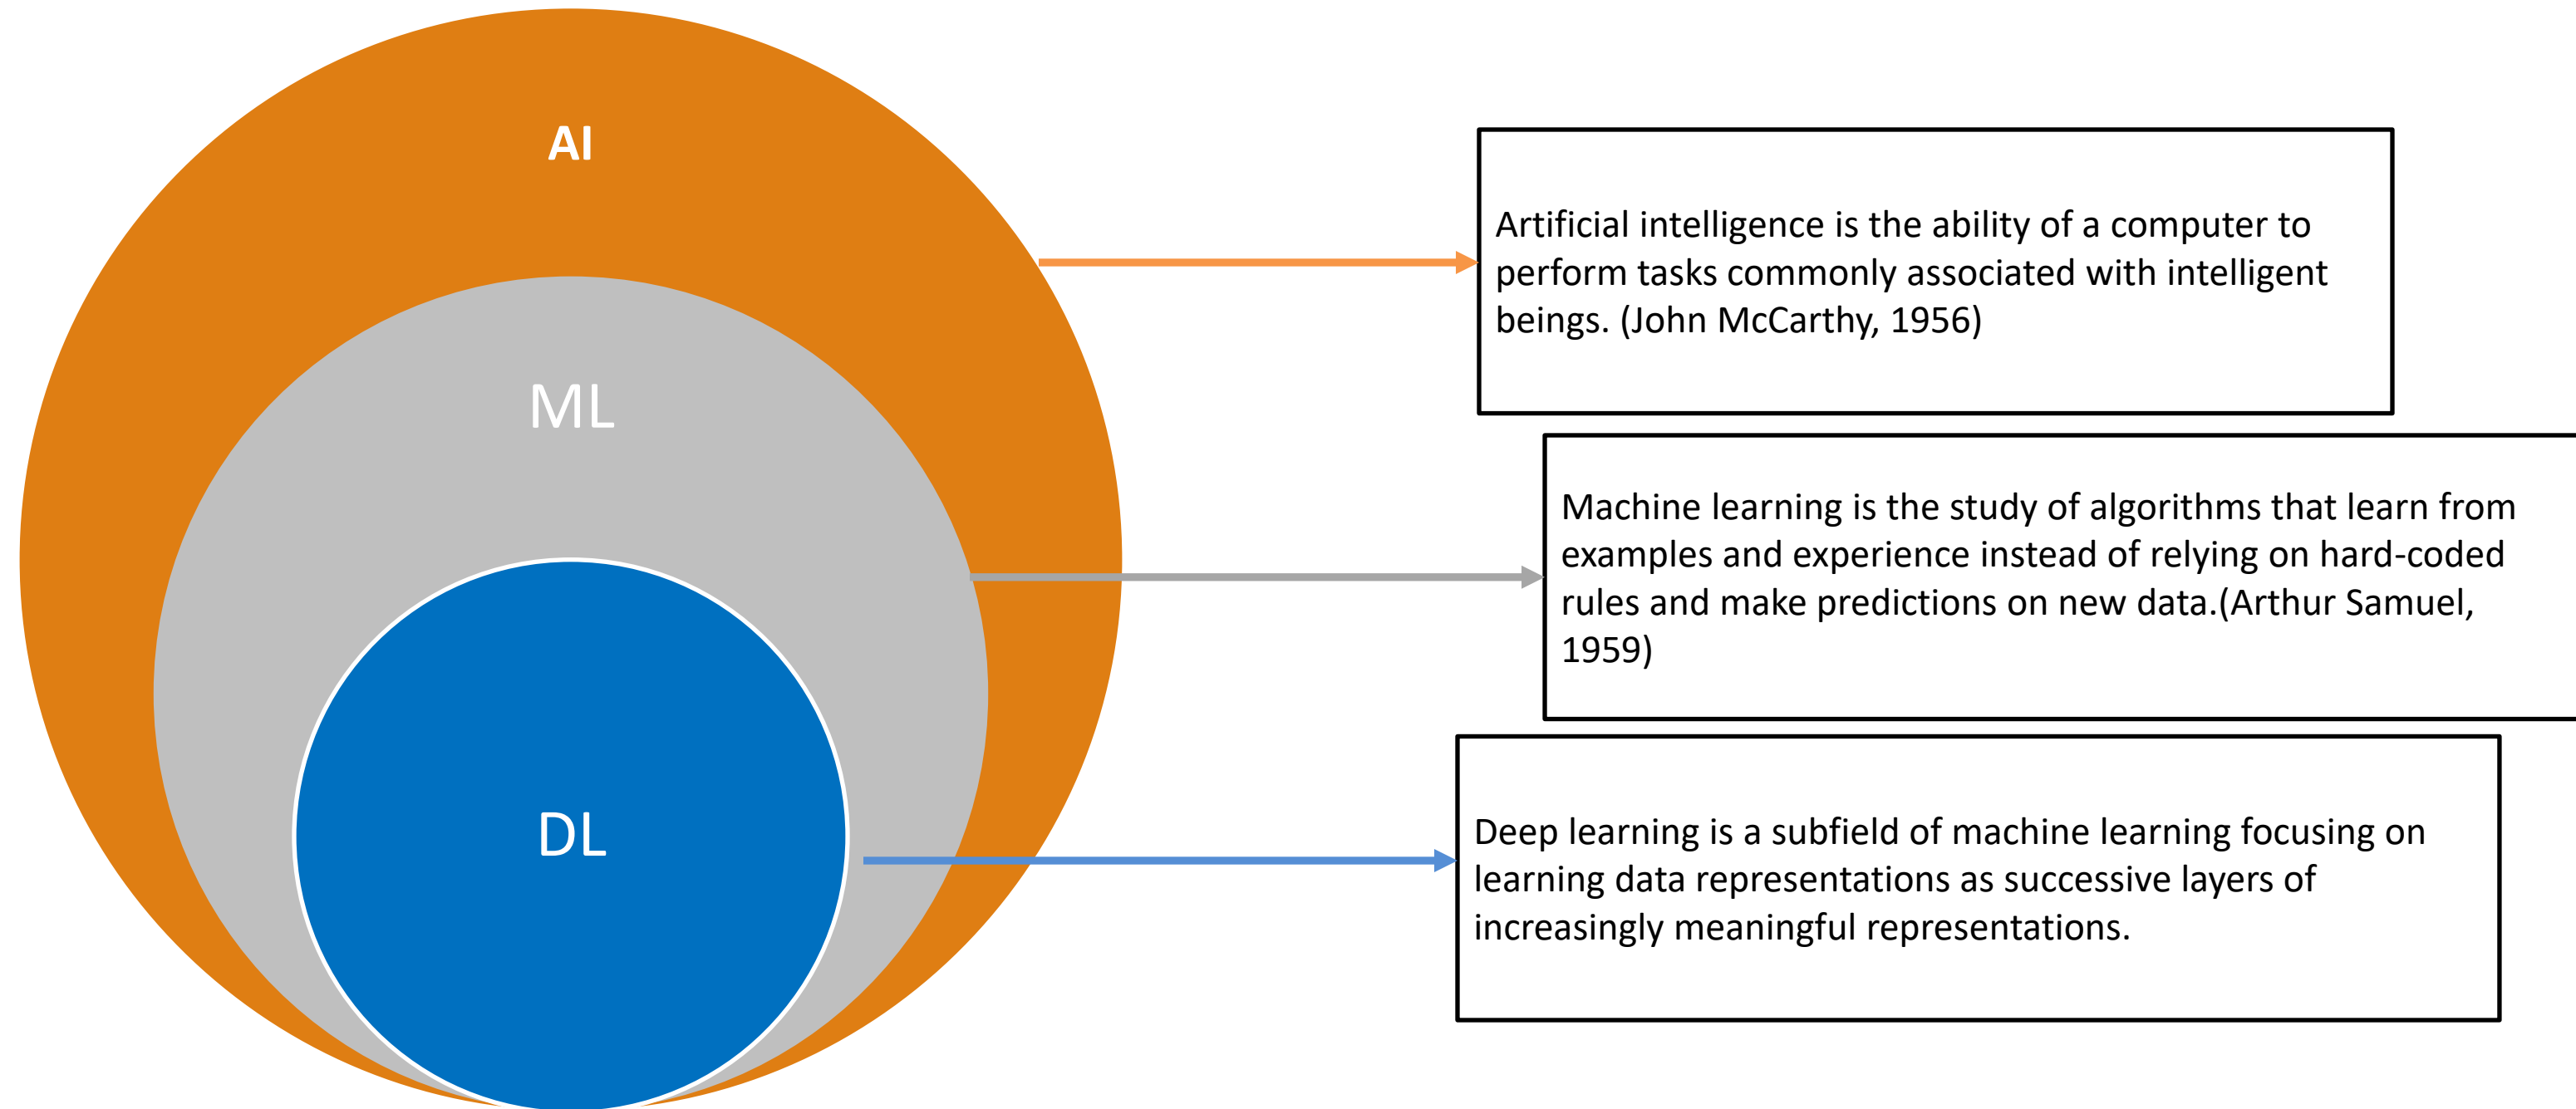 AI
ML
DL
Artificial intelligence is the ability of a computer to
perform tasks commonly associated with intelligent
beings. (John McCarthy, 1956)
Machine learning is the study of algorithms that learn from
examples and experience instead of relying on hard-coded
rules and make predictions on new data.(Arthur Samuel,
1959)
Deep learning is a subfield of machine learning focusing on
learning data representations as successive layers of
increasingly meaningful representations.